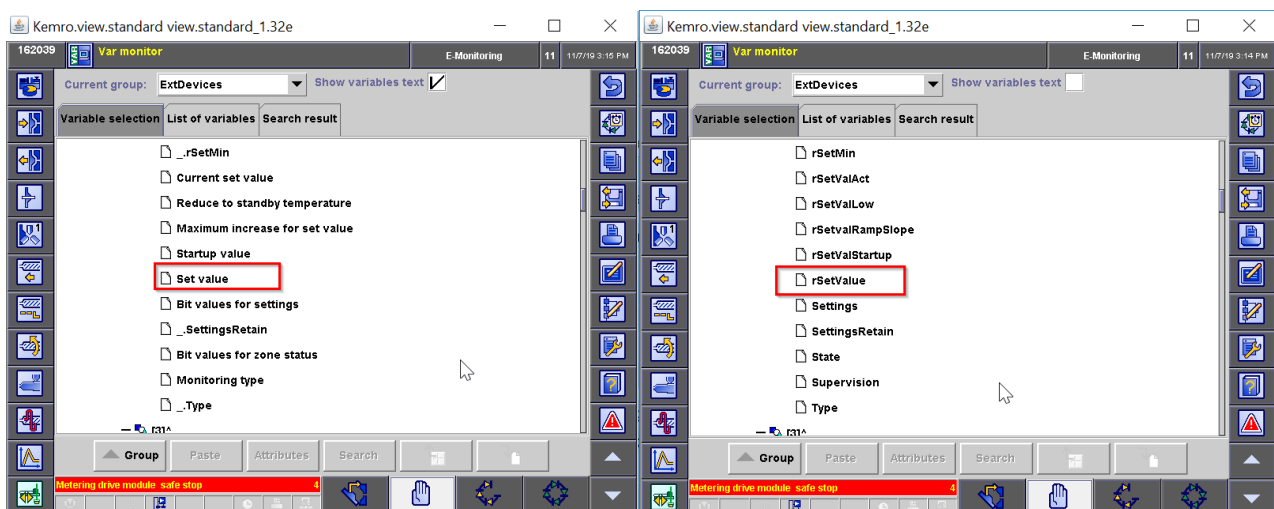 Kemro.view.standard view.standard_1.32e
162039
VAR
Var monitor
E-Monitoring
11
11/7/19 3:15 PM
Current group:
ExtDevices
Show variables text
Variable selection
List of variables
Search result
_.rSetMin
Current set value
Reduce to standby temperature
Maximum increase for set value
Startup value
Set value
Bit values for settings
_.SettingsRetain
Bit values for zone status
Monitoring type
_.Type
[3]^
Group
Paste
Attributes
Search
Metering drive module safe stop
4
Kemro.view.standard view.standard_1.32e
162039
VAR
Var monitor
E-Monitoring
11
11/7/19 3:14 PM
Current group:
ExtDevices
Show variables text
Variable selection
List of variables
Search result
rSetMin
rSetValAct
rSetValLow
rSetvalRampSlope
rSetValStartup
rSetValue
Settings
SettingsRetain
State
Supervision
Type
[3]^
Group
Paste
Attributes
Search
Metering drive module safe stop
4